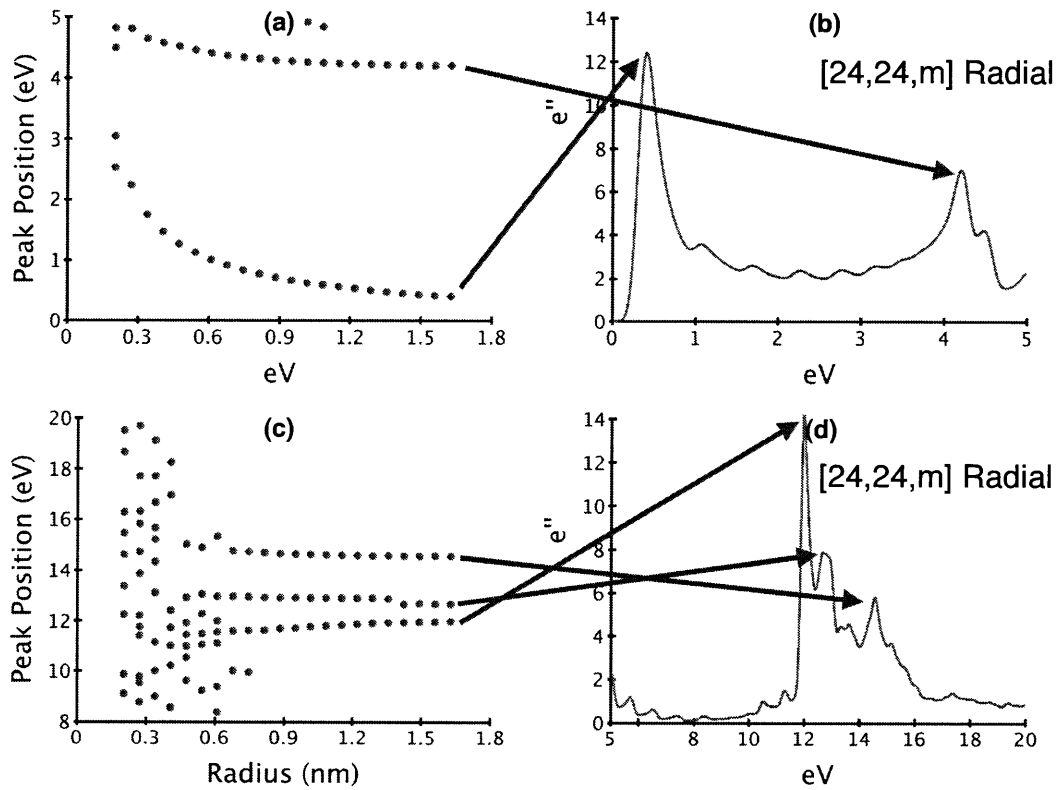 (a)
5
4
3
2
1
0
Peak Position (eV)
0 0.3 0.6 0.9 1.2 1.5 1.8
eV
(b)
[24,24,m] Radial
14
12
10
8
6
4
2
0
e"
0 1 2 3 4 5
eV
(c)
20
18
16
14
12
10
8
Peak Position (eV)
0 0.3 0.6 0.9 1.2 1.5 1.8
Radius (nm)
(d)
[24,24,m] Radial
14
12
10
8
6
4
2
0
e"
5 8 10 12 14 16 18 20
eV